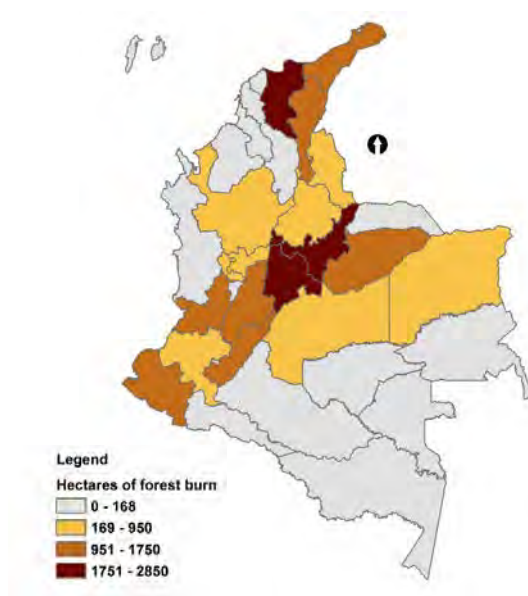 Legend
Hectares of forest burn
0 - 168
169 - 950
951 - 1750
1751 - 2850